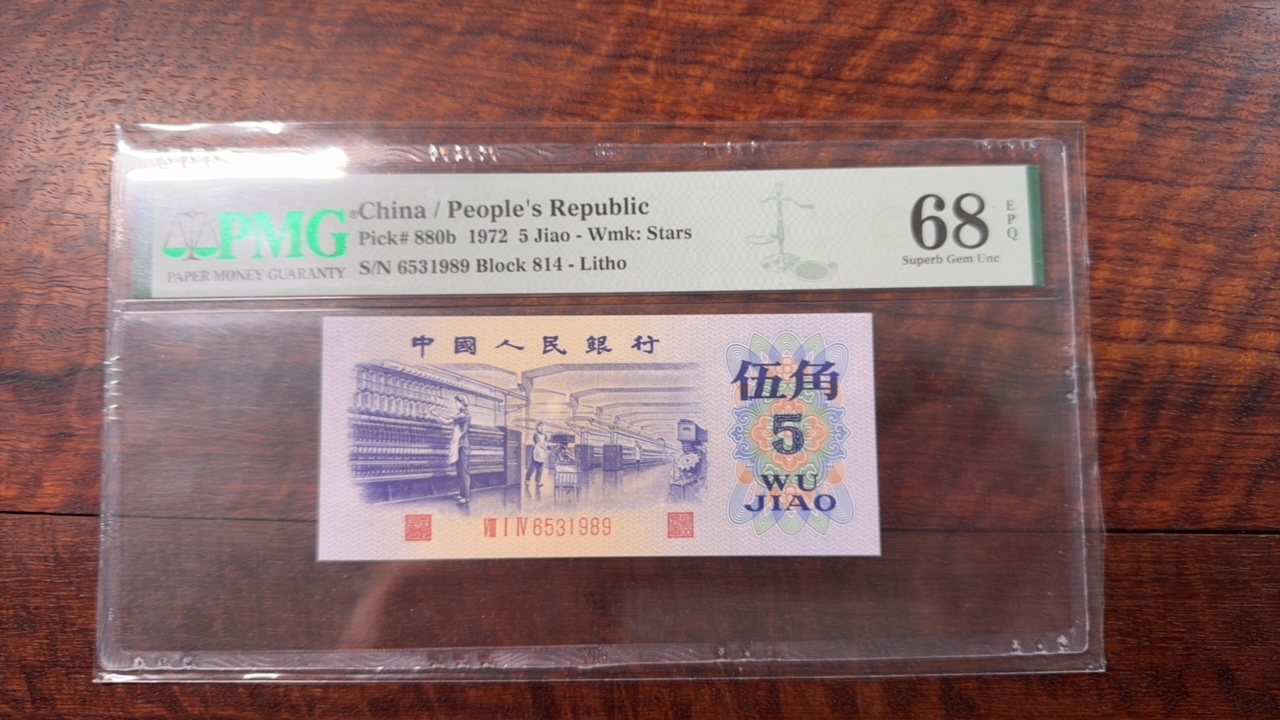 PMG®
PAPER MONEY GUARANTY
China / People's Republic
Pick# 880b 1972 5 Jiao - Wmk: Stars
S/N 6531989 Block 814 - Litho
68
EPQ
Superb Gem Unc
中國人民銀行
伍角
5
WU
JIAO
Ⅷ Ⅰ Ⅳ 6531989